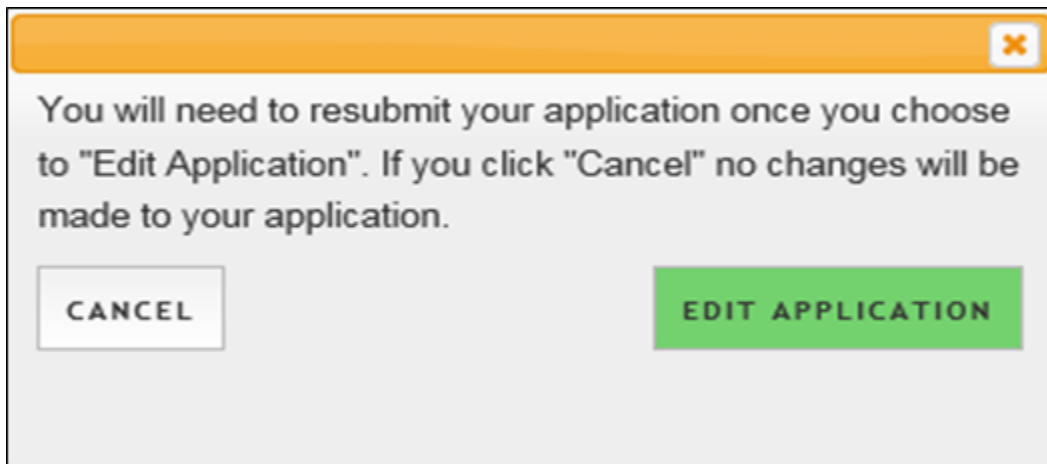 You will need to resubmit your application once you choose
to "Edit Application". If you click "Cancel" no changes will be
made to your application.
CANCEL
EDIT APPLICATION